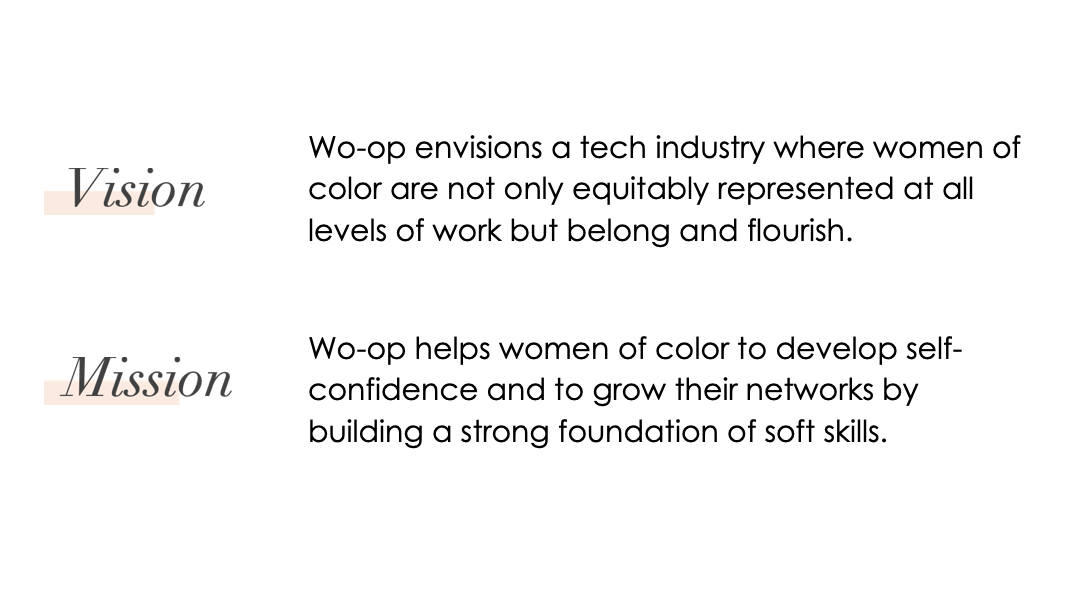 Vision
Wo-op envisions a tech industry where women of
color are not only equitably represented at all
levels of work but belong and flourish.
Mission
Wo-op helps women of color to develop self-
confidence and to grow their networks by
building a strong foundation of soft skills.